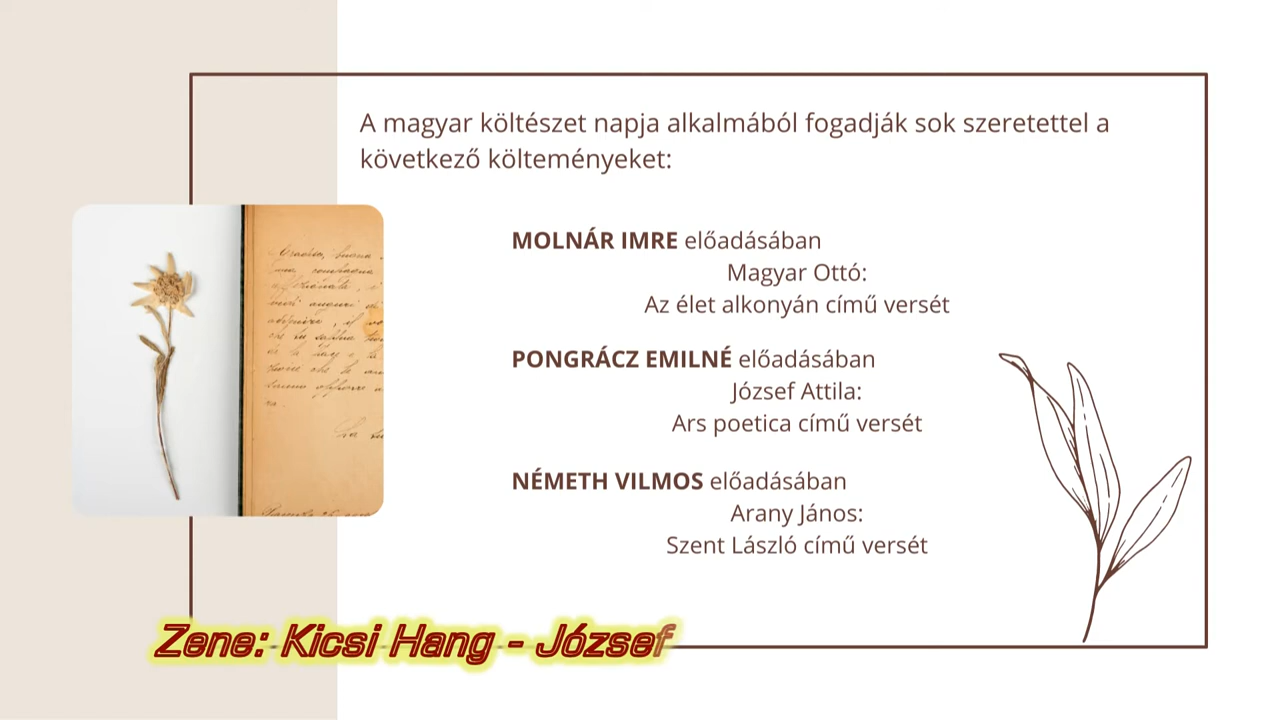 A magyar költészet napja alkalmából fogadják sok szeretettel a
következő költeményeket:
MOLNÁR IMRE előadásában
Magyar Ottó:
Az élet alkonyán című versét
PONGRÁCZ EMILNÉ előadásában
József Attila:
Ars poetica című versét
NÉMETH VILMOS előadásában
Arany János:
Szent László című versét
Zene: Kicsi Hang - József